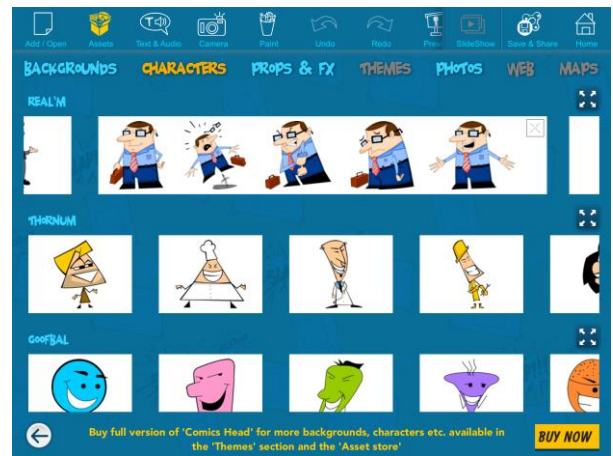 Add / Open Assets Text & Audio Camera Paint Undo Redo SlideShow Save & Share Home
BACKGROUNDS CHARACTERS PROPS & FX THEMES PHOTOS WEB MAPS
REAL'M
THORNUM
GOOFBAL
Buy full version of 'Comics Head' for more backgrounds, characters etc. available in
the 'Themes' section and the 'Asset store'
BUY NOW